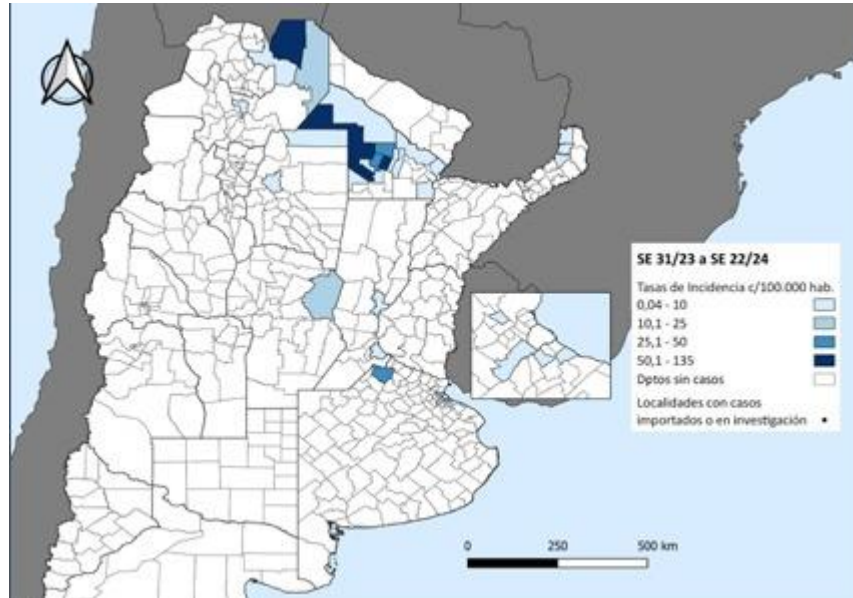 SE 31/23 a SE 22/24
Tasas de Incidencia c/100.000 hab.
0,04 - 10
10,1 - 25
25,1 - 50
50,1 - 135
Dptos sin casos
Localidades con casos
importados o en investigación
0 250 500 km